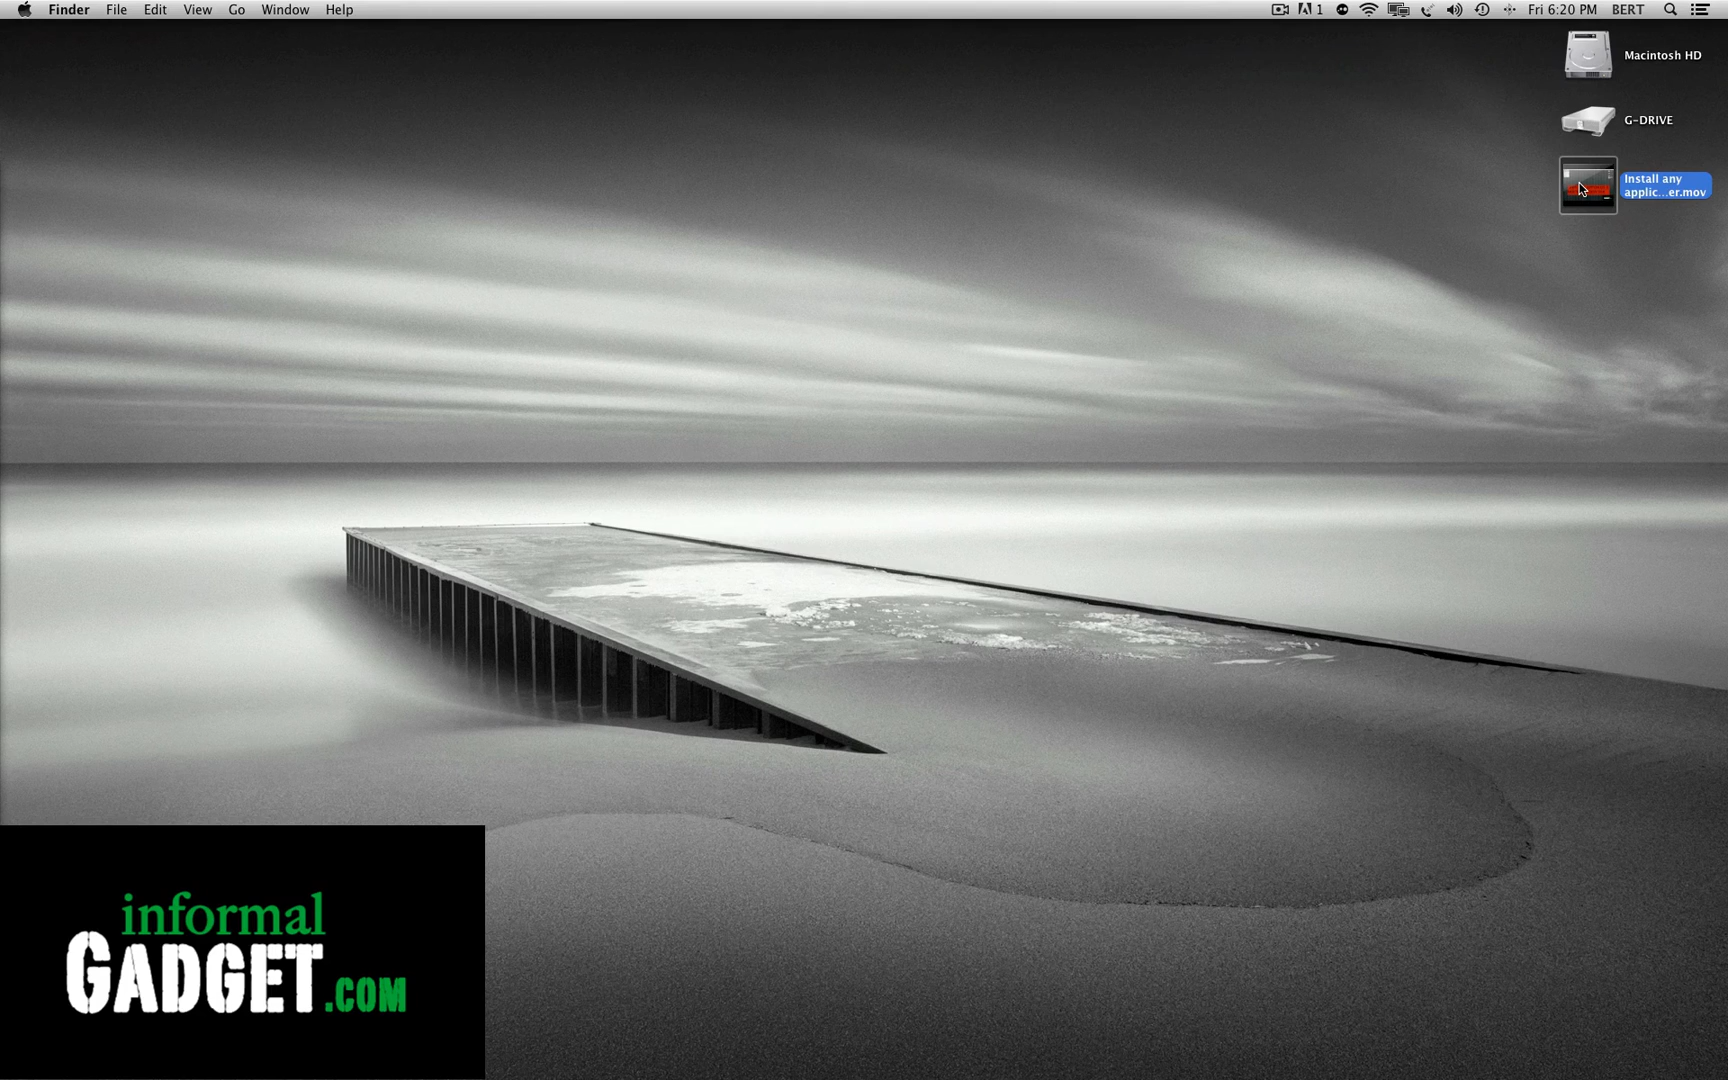 Finder File Edit View Go Window Help
1 Fri 6:20 PM BERT
Macintosh HD
G-DRIVE
Install any
applic...er.mov
informal
GADGET.COM